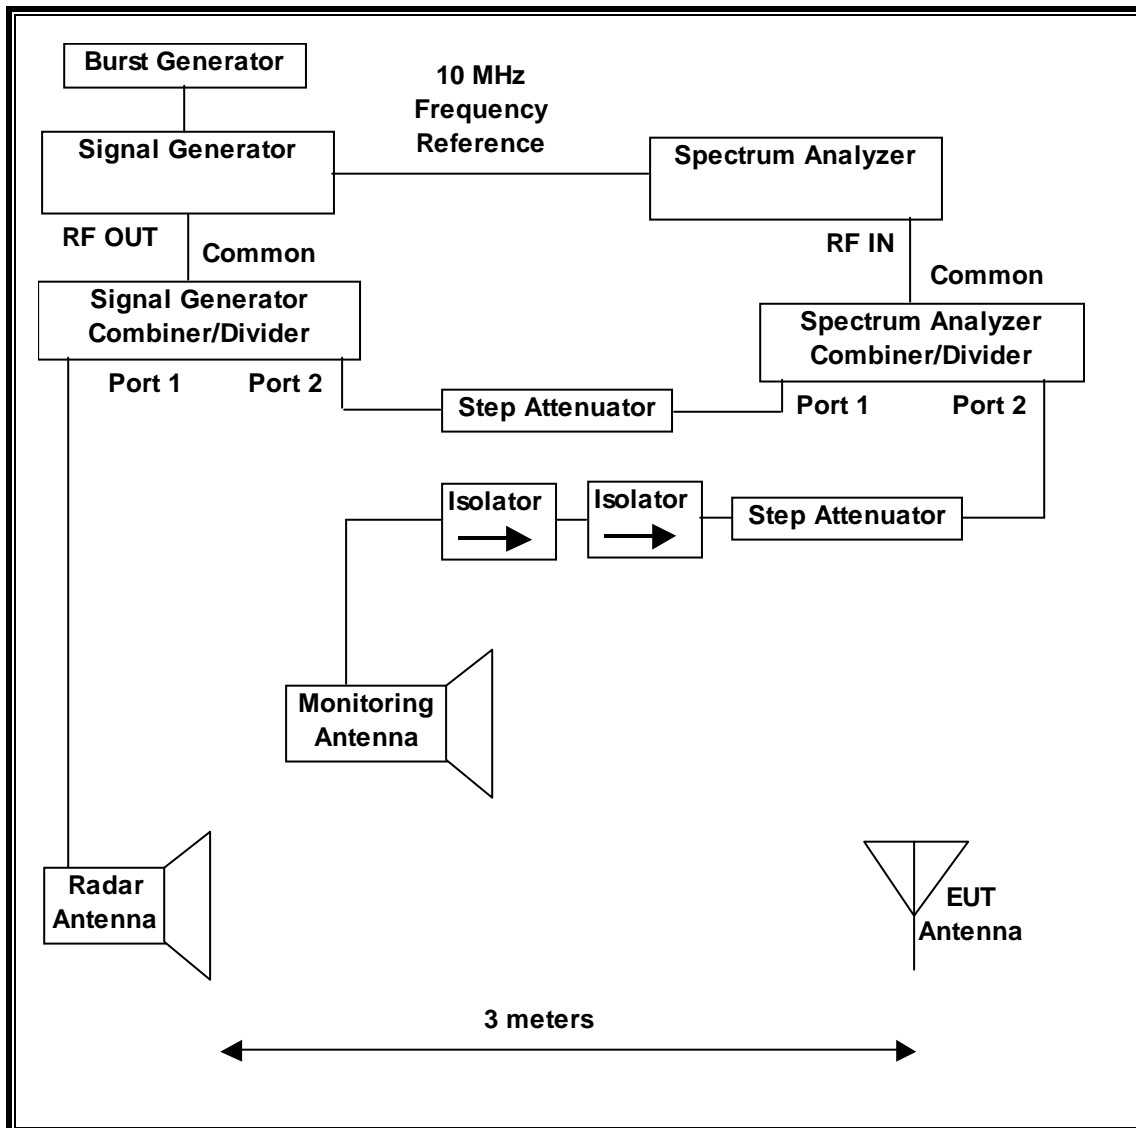 Burst Generator
10 MHz
Frequency
Reference
Signal Generator
Spectrum Analyzer
RF OUT
Common
RF IN
Common
Signal Generator
Combiner/Divider
Spectrum Analyzer
Combiner/Divider
Port 1
Port 2
Step Attenuator
Port 1
Port 2
Isolator
Isolator
Step Attenuator
Monitoring
Antenna
Radar
Antenna
EUT
Antenna
3 meters